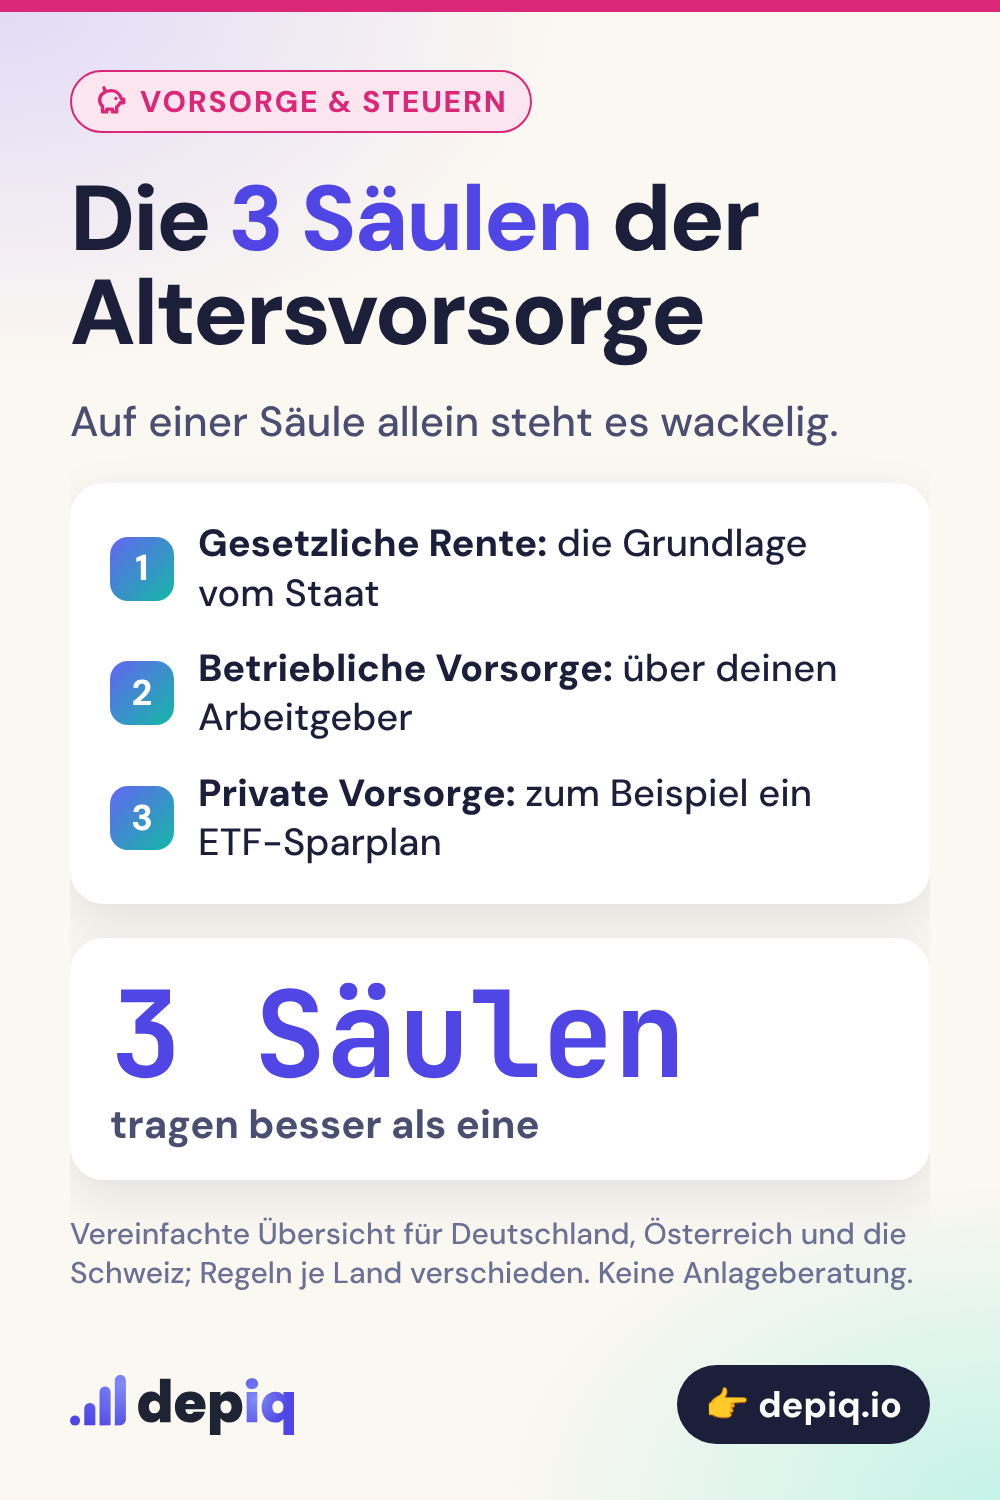 VORSORGE & STEUERN
Die 3 Säulen der
Altersvorsorge
Auf einer Säule allein steht es wackelig.
1 Gesetzliche Rente: die Grundlage
vom Staat
2 Betriebliche Vorsorge: über deinen
Arbeitgeber
3 Private Vorsorge: zum Beispiel ein
ETF-Sparplan
3 Säulen
tragen besser als eine
Vereinfachte Übersicht für Deutschland, Österreich und die
Schweiz; Regeln je Land verschieden. Keine Anlageberatung.
depiq
👉 depiq.io